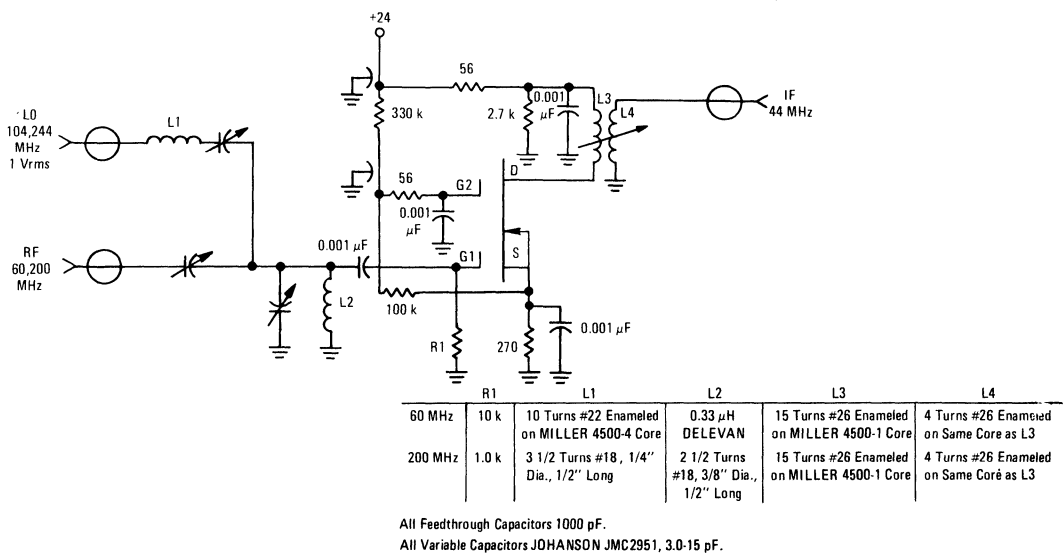 +24
56
330 k
2.7 k
0.001
μF
L3
L4
IF
44 MHz
L0
104,244
MHz
1 Vrms
L1
D
56
G2
0.001
μF
S
RF
60,200
MHz
0.001 μF
G1
L2
100 k
R1
270
0.001 μF
R1 L1 L2 L3 L4
60 MHz 10 k 10 Turns #22 Enameled 0.33 μH 15 Turns #26 Enameled 4 Turns #26 Enameled
on MILLER 4500-4 Core DELEVAN on MILLER 4500-1 Core on Same Core as L3
200 MHz 1.0 k 3 1/2 Turns #18, 1/4" 2 1/2 Turns 15 Turns #26 Enameled 4 Turns #26 Enameled
Dia., 1/2" Long #18, 3/8" Dia., on MILLER 4500-1 Core on Same Core as L3
1/2" Long
All Feedthrough Capacitors 1000 pF.
All Variable Capacitors JOHANSON JMC2951, 3.0-15 pF.